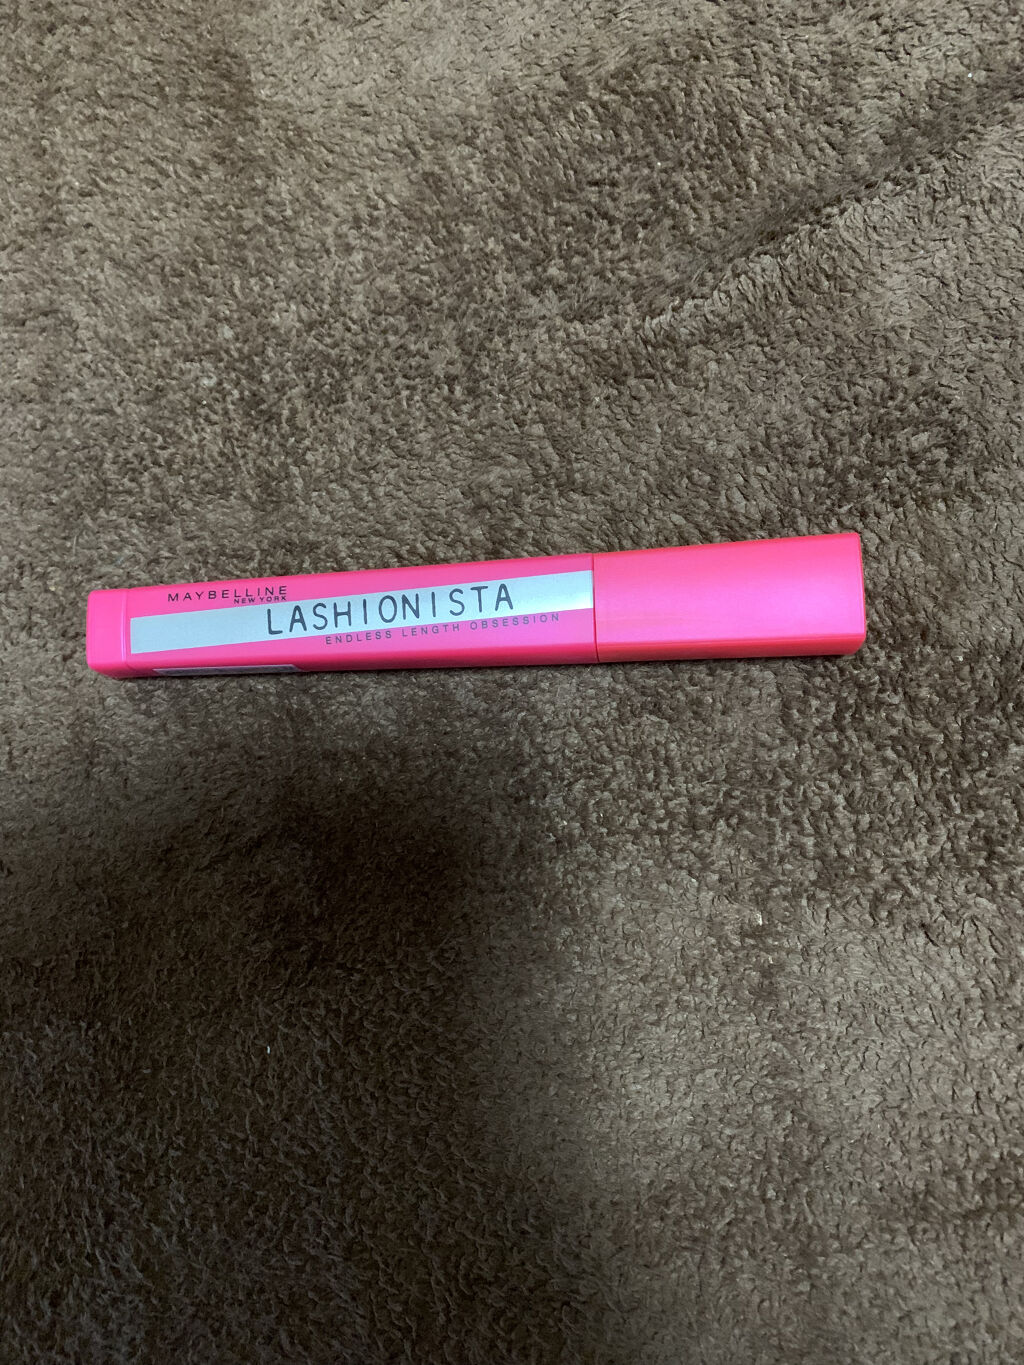 MAYBELLINE
NEW YORK
LASHIONISTA
ENDLESS LENGTH OBSESSION